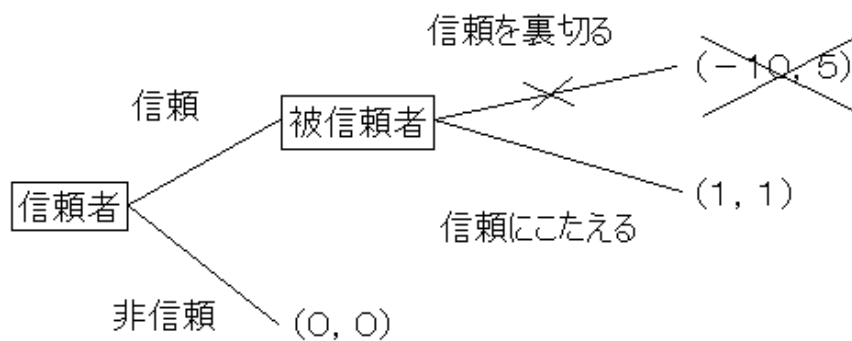 信頼を裏切る
(－10, 5)
信頼
被信頼者
信頼者
(1, 1)
信頼にこたえる
非信頼
(0, 0)